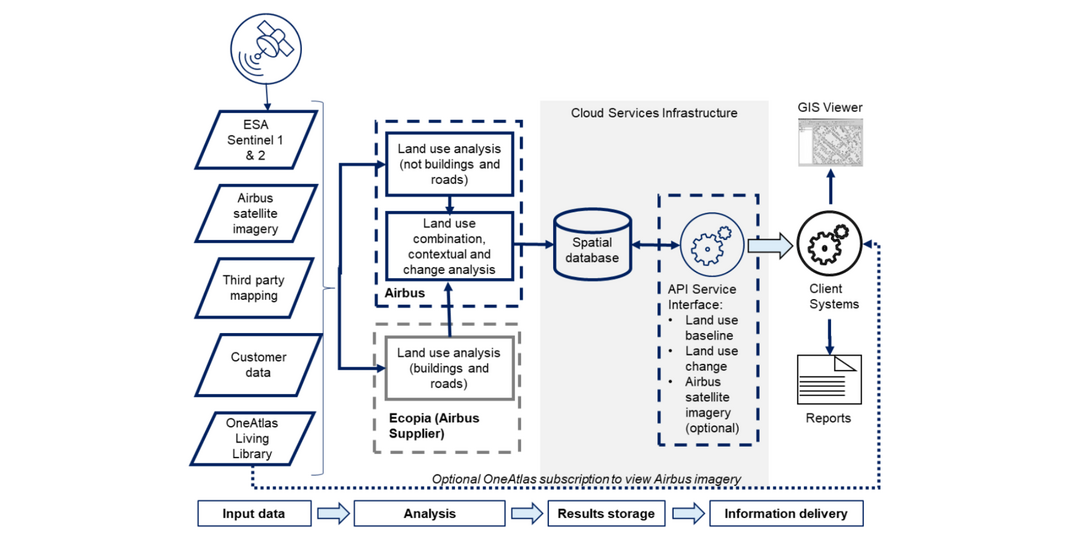 ESA
Sentinel 1
& 2
Airbus
satellite
imagery
Third party
mapping
Customer
data
OneAtlas
Living
Library
Land use analysis
(not buildings and
roads)
Land use
combination,
contextual and
change analysis
Airbus
Land use analysis
(buildings and
roads)
Ecopia (Airbus
Supplier)
Cloud Services Infrastructure
Spatial
database
API Service
Interface:
• Land use
baseline
• Land use
change
• Airbus
satellite
imagery
(optional)
GIS Viewer
Client
Systems
Reports
Optional OneAtlas subscription to view Airbus imagery
Input data
Analysis
Results storage
Information delivery